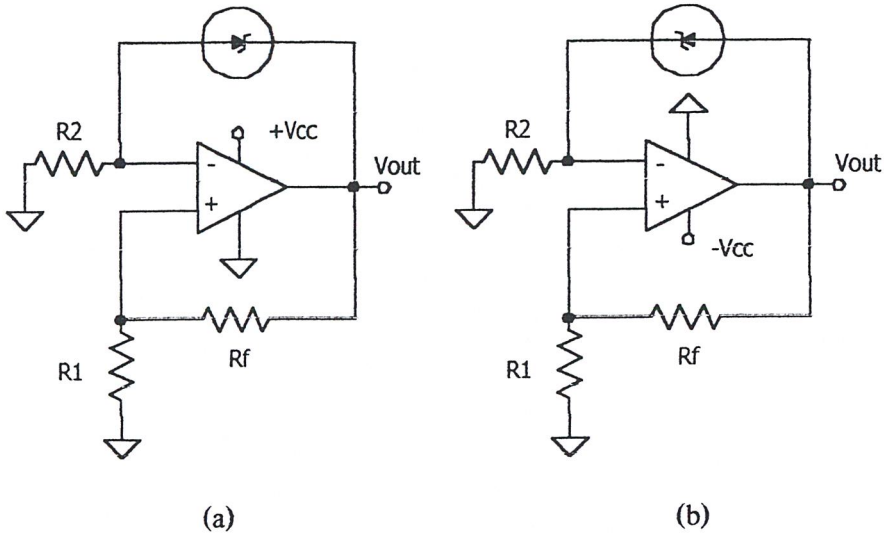 R2
+Vcc
-
+
Vout
Rf
R1
(a)
R2
-
+
Vout
-Vcc
Rf
R1
(b)